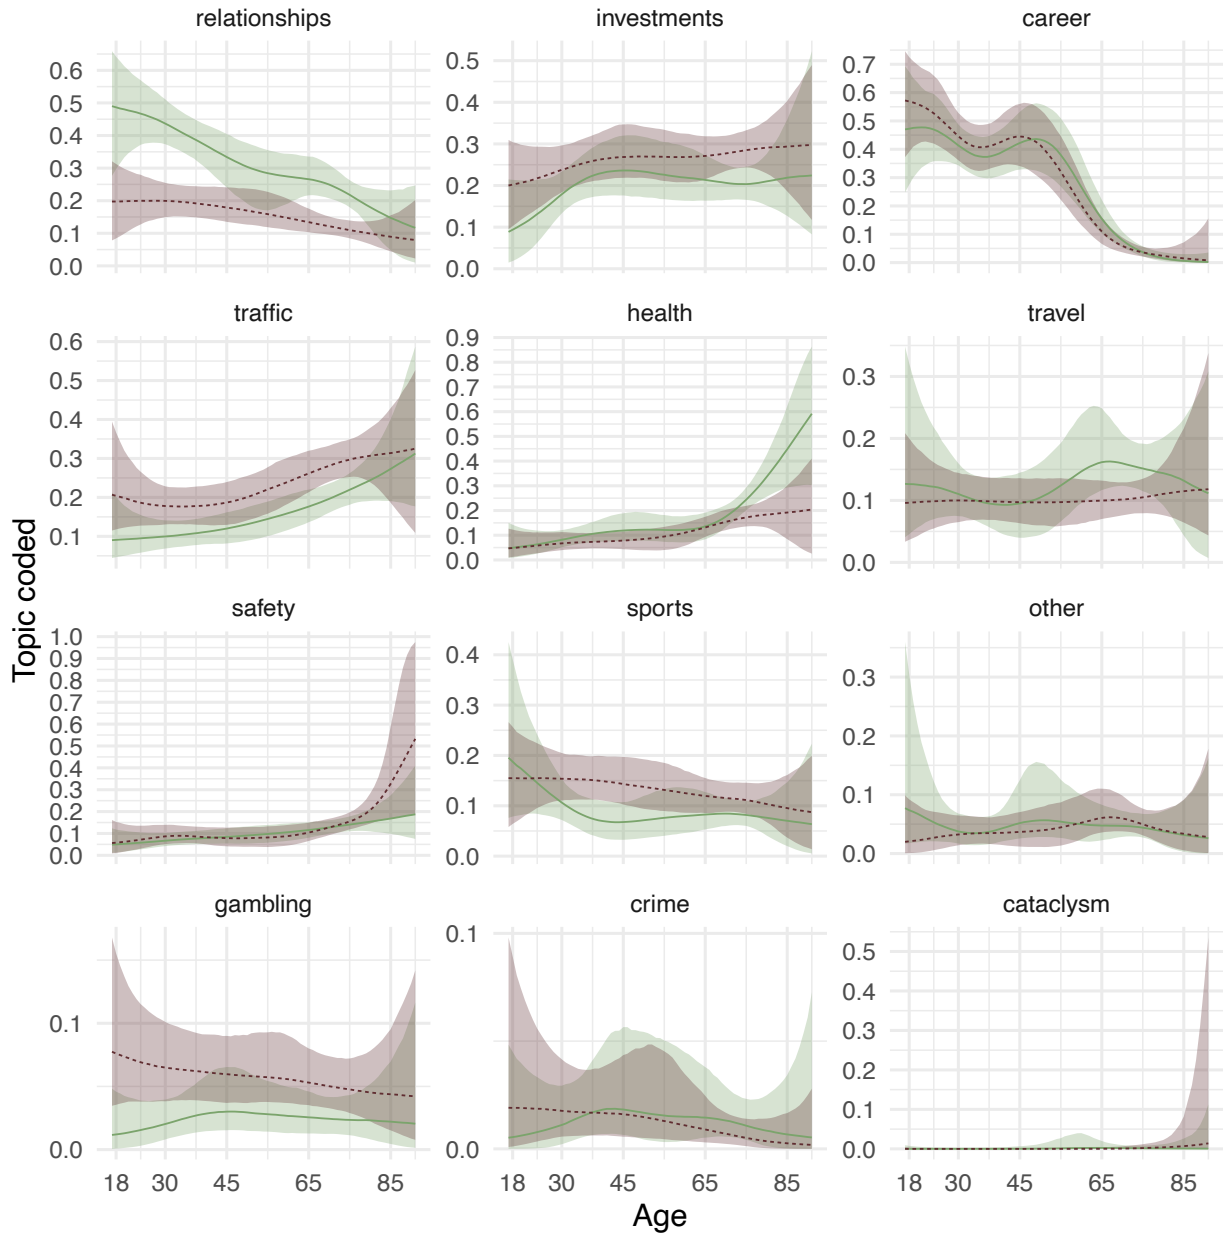 relationships investments career
0.6 0.5 0.4 0.3 0.2 0.1 0.0
0.5 0.4 0.3 0.2 0.1 0.0
0.7 0.6 0.5 0.4 0.3 0.2 0.1 0.0
traffic health travel
0.6 0.5 0.4 0.3 0.2 0.1
0.9 0.8 0.7 0.6 0.5 0.4 0.3 0.2 0.1 0.0
0.3 0.2 0.1 0.0
Topic coded
safety sports other
1.0 0.9 0.8 0.7 0.6 0.5 0.4 0.3 0.2 0.1 0.0
0.4 0.3 0.2 0.1 0.0
0.3 0.2 0.1 0.0
gambling crime cataclysm
0.1 0.0
0.1 0.0
0.5 0.4 0.3 0.2 0.1 0.0
18 30 45 65 85 18 30 45 65 85 18 30 45 65 85
Age